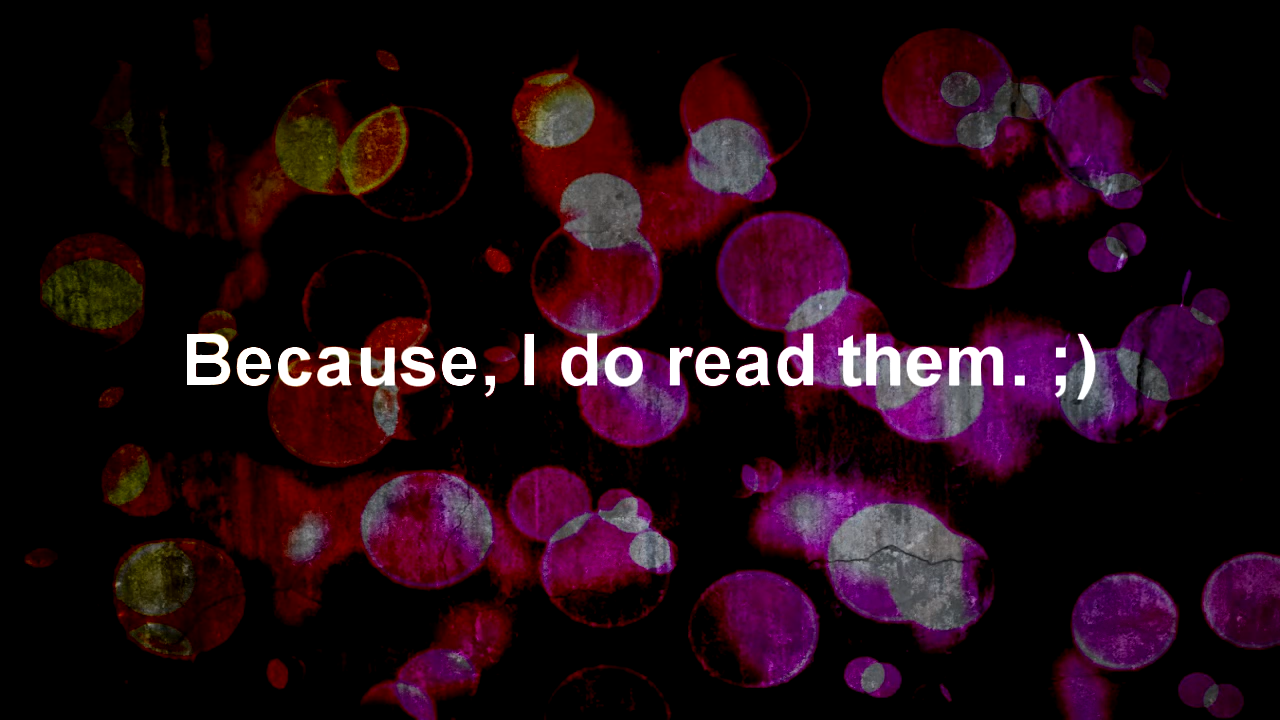 Because, I do read them. ;)